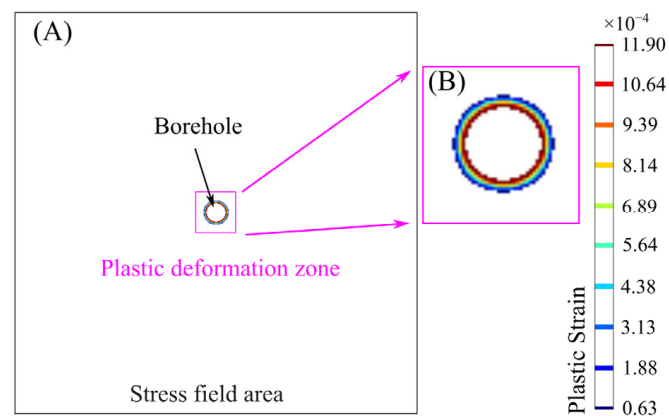 (A)
Borehole
Plastic deformation zone
Stress field area
(B)
×10⁻⁴
11.90
10.64
9.39
8.14
6.89
5.64
4.38
3.13
1.88
0.63
Plastic Strain